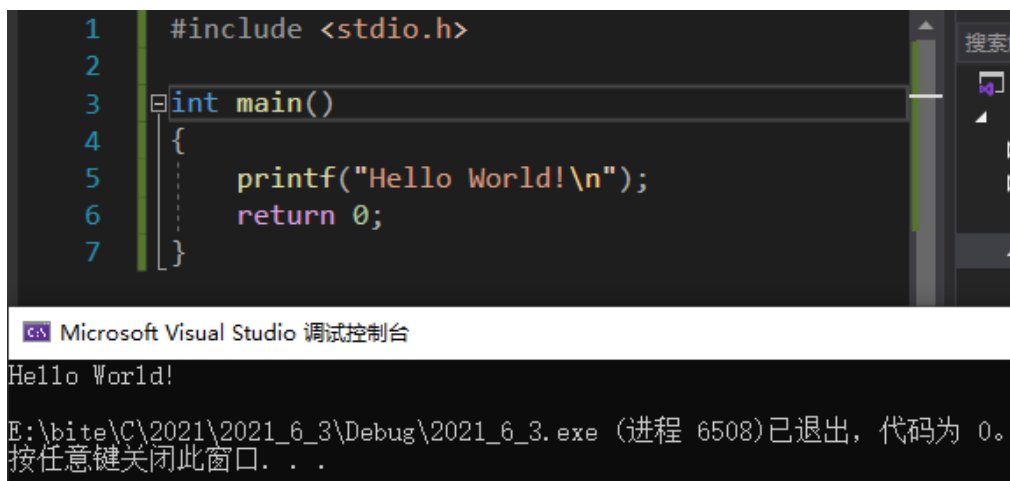 1 #include <stdio.h>
2
3 int main()
4 {
5 printf("Hello World!\n");
6 return 0;
7 }
搜索
Microsoft Visual Studio 调试控制台
Hello World!
E:\bite\C\2021\2021_6_3\Debug\2021_6_3.exe (进程 6508)已退出，代码为 0。
按任意键关闭此窗口. . .